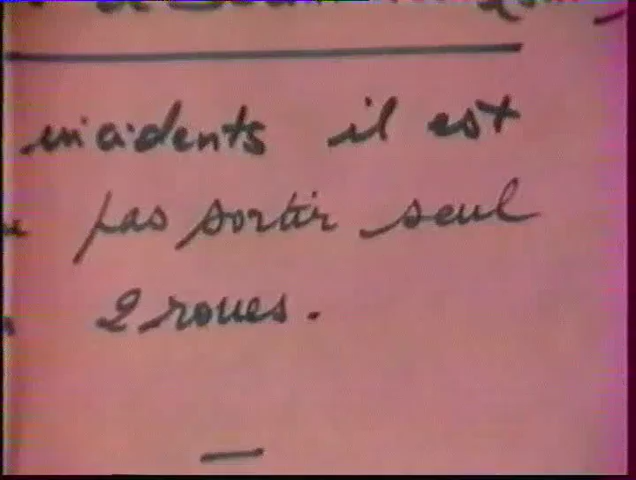 incidents il est
pas sortir seul
2 roues.